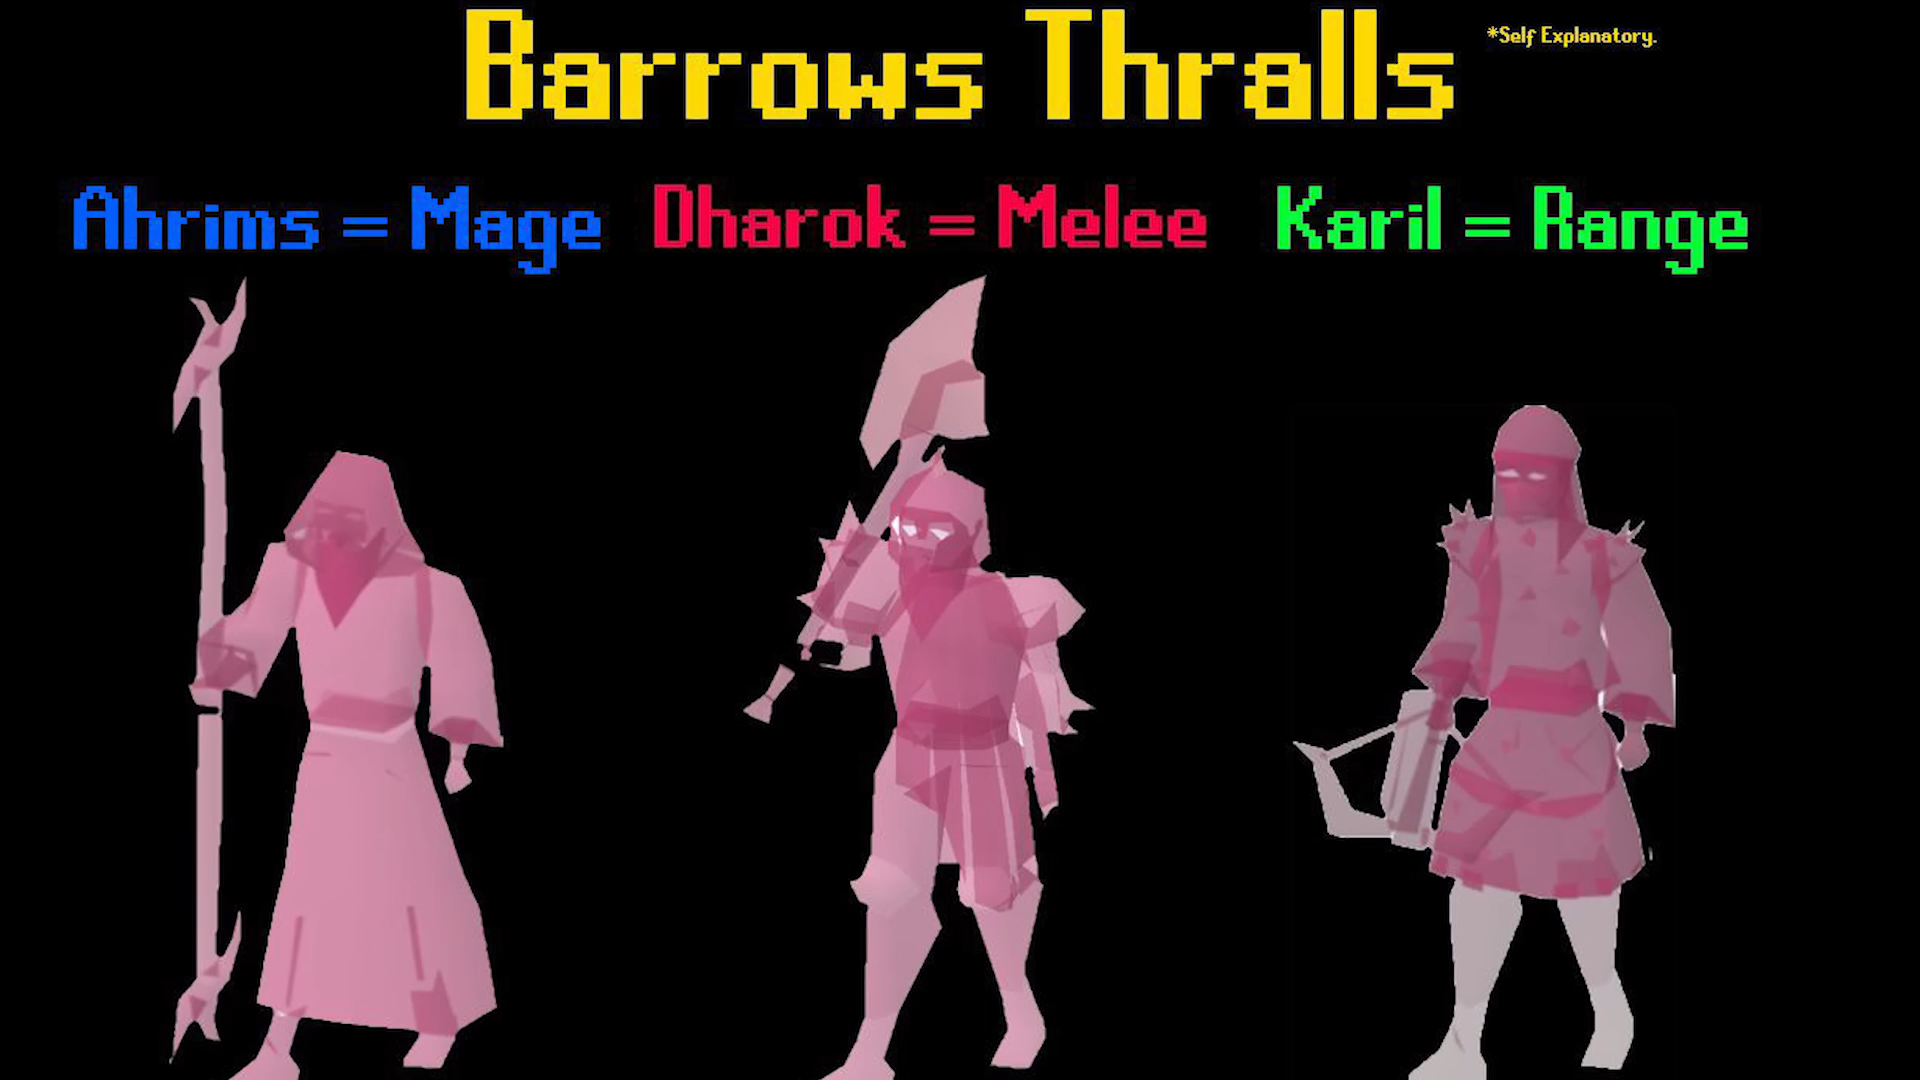 Barrows Thralls
*Self Explanatory.
Ahrims = Mage
Dharok = Melee
Karil = Range